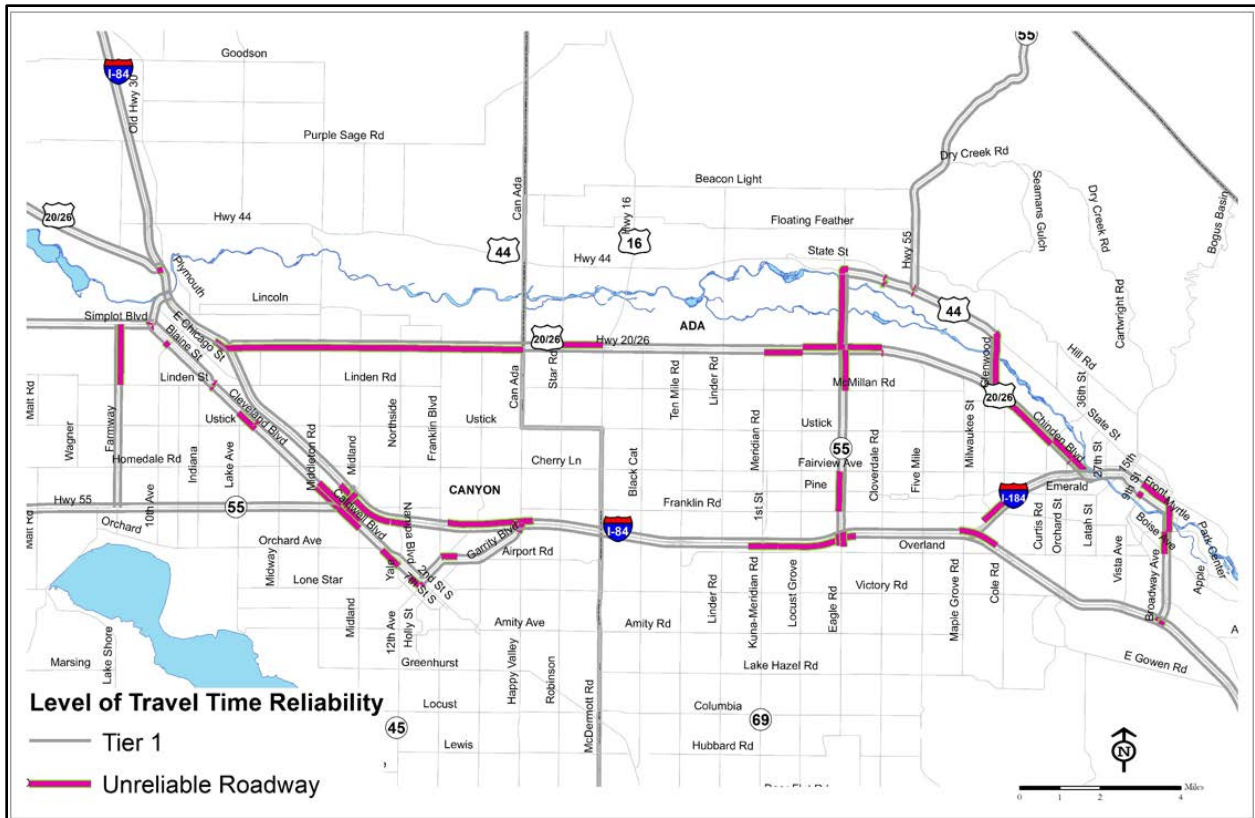 55
Goodson
I-84
Old Hwy 30
Purple Sage Rd
Dry Creek Rd
Can Ada
Beacon Light
Seamans Gulch
Dry Creek Rd
Bogus Basin
20/26
Hwy 44
Hwy 16
Floating Feather
Hwy 55
44
16
State St
Hwy 44
Plymouth
Cartwright Rd
Lincoln
Simplot Blvd
E Chicago St
ADA
44
20/26
Hwy 20/26
Blaine St
Glenwood
Hill Rd
Star Rd
Linden St
Linden Rd
Can Ada
Ten Mile Rd
Linder Rd
McMillan Rd
36th St
State St
20/26
Malt Rd
Wagner
Farmway
Ustick
Cleveland Blvd
Northside
Franklin Blvd
Ustick
Meridian Rd
Ustick
Milwaukee St
Chinden Blvd
27th St
15th
Homedale Rd
Indiana
Lake Ave
Middleton Rd
Midland
Cherry Ln
Black Cat
55
Fairview Ave
Cloverdale Rd
Five Mile
Emerald
9th St
Front
Myrtle
Hwy 55
10th Ave
55
CANYON
Caldwell Blvd
Nampa Blvd
Franklin Rd
1st St
Pine
I-184
Malt Rd
Orchard
I-84
Curtis Rd
Orchard St
Latah St
Boise Ave
Park Center
Orchard Ave
Garrity Blvd
Airport Rd
Overland
Vista Ave
Broadway Ave
Apple
Midway
Lone Star
Yale
2nd St S
7th St S
Linder Rd
Kuna-Meridian Rd
Locust Grove
Eagle Rd
Victory Rd
Maple Grove Rd
Cole Rd
Midland
12th Ave
Holly St
Amity Ave
Amity Rd
A
Marsing
Lake Shore
Greenhurst
Happy Valley
Robinson
Lake Hazel Rd
E Gowen Rd
Level of Travel Time Reliability
Locust
McDermott Rd
Columbia
Tier 1
45
Lewis
69
Hubbard Rd
N
Unreliable Roadway
Miles
0 1 2 4